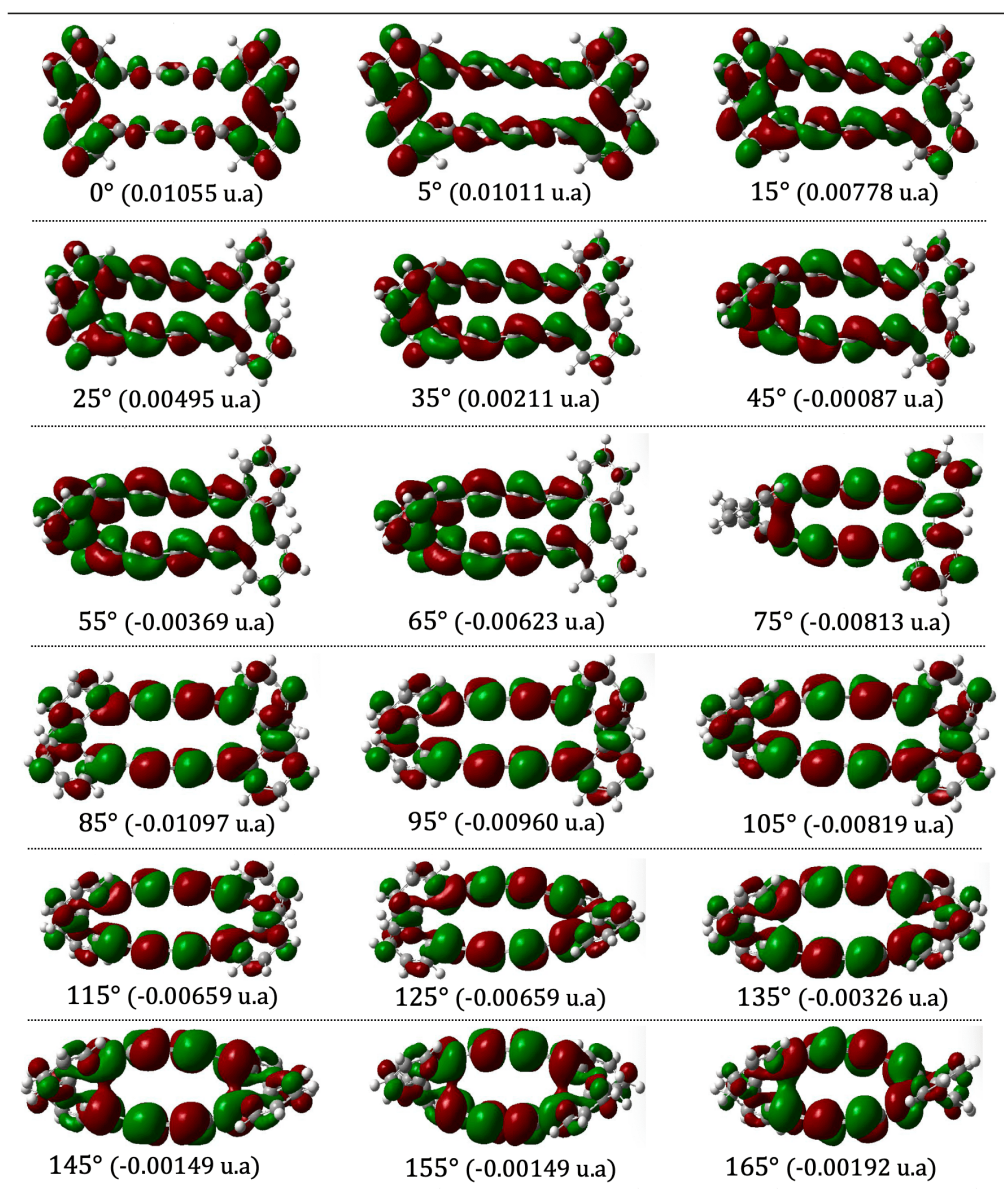 0° (0.01055 u.a) 5° (0.01011 u.a) 15° (0.00778 u.a)
25° (0.00495 u.a) 35° (0.00211 u.a) 45° (-0.00087 u.a)
55° (-0.00369 u.a) 65° (-0.00623 u.a) 75° (-0.00813 u.a)
85° (-0.01097 u.a) 95° (-0.00960 u.a) 105° (-0.00819 u.a)
115° (-0.00659 u.a) 125° (-0.00659 u.a) 135° (-0.00326 u.a)
145° (-0.00149 u.a) 155° (-0.00149 u.a) 165° (-0.00192 u.a)